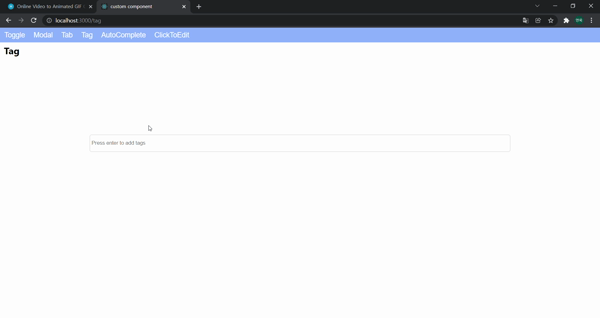 Online Video to Animated Gif
custom component
localhost:3000/tag
Toggle Modal Tab Tag AutoComplete ClickToEdit
Tag
Press enter to add tags